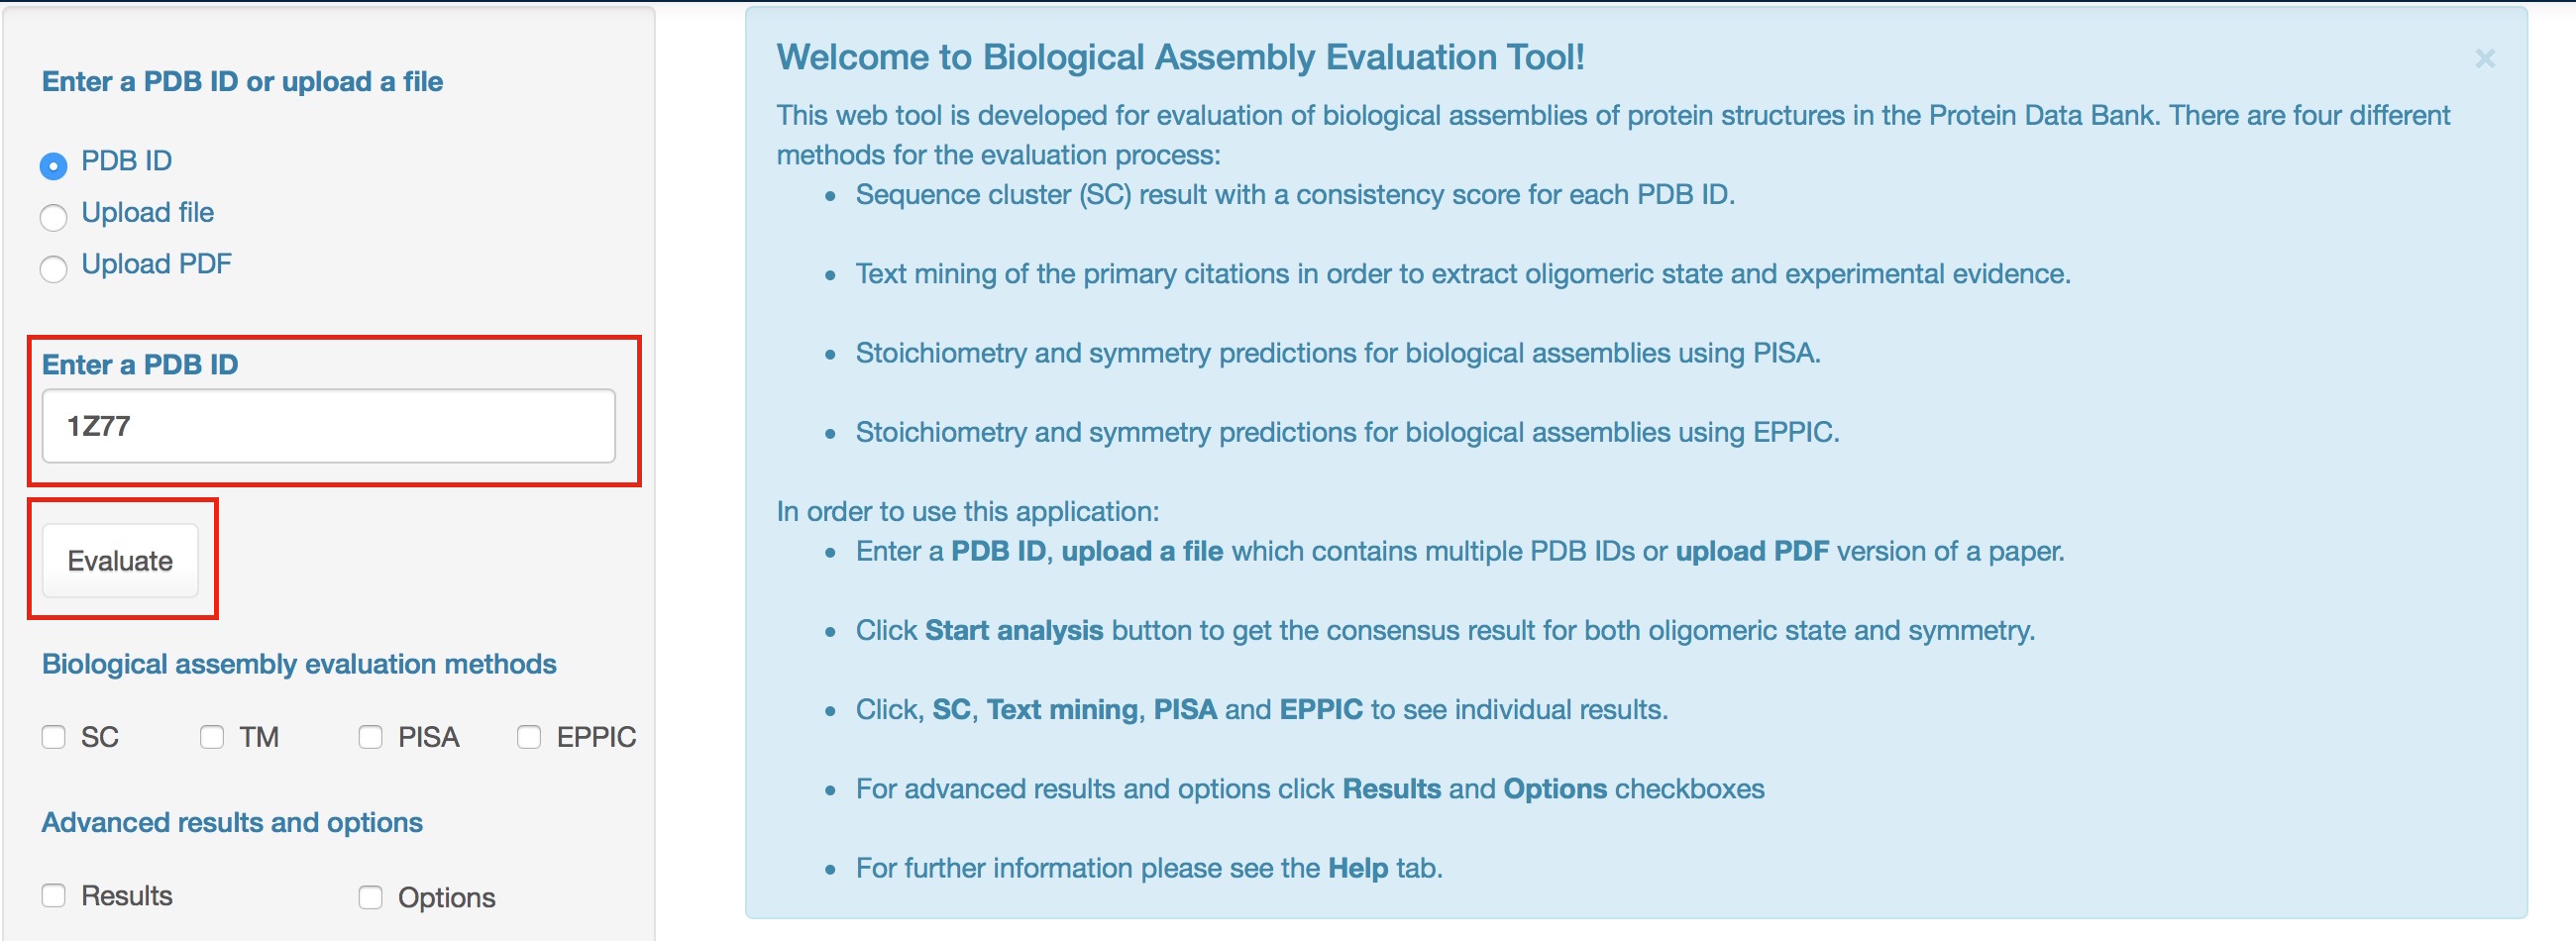 Enter a PDB ID or upload a file
PDB ID
Upload file
Upload PDF
Enter a PDB ID
1Z77
Evaluate
Biological assembly evaluation methods
SC TM PISA EPPIC
Advanced results and options
Results Options
Welcome to Biological Assembly Evaluation Tool!
×
This web tool is developed for evaluation of biological assemblies of protein structures in the Protein Data Bank. There are four different
methods for the evaluation process:
• Sequence cluster (SC) result with a consistency score for each PDB ID.
• Text mining of the primary citations in order to extract oligomeric state and experimental evidence.
• Stoichiometry and symmetry predictions for biological assemblies using PISA.
• Stoichiometry and symmetry predictions for biological assemblies using EPPIC.
In order to use this application:
• Enter a PDB ID, upload a file which contains multiple PDB IDs or upload PDF version of a paper.
• Click Start analysis button to get the consensus result for both oligomeric state and symmetry.
• Click, SC, Text mining, PISA and EPPIC to see individual results.
• For advanced results and options click Results and Options checkboxes
• For further information please see the Help tab.